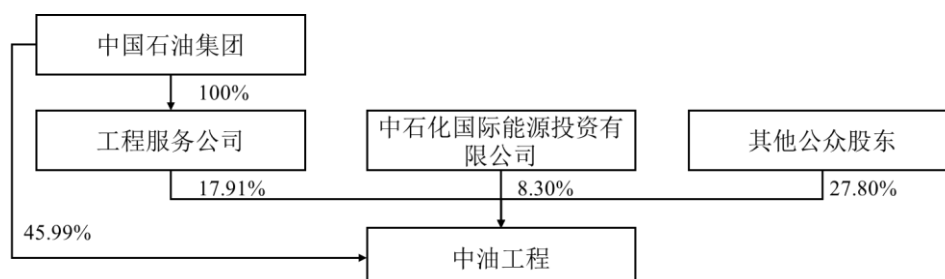 中国石油集团
100%
工程服务公司
中石化国际能源投资有
限公司
其他公众股东
17.91%
8.30%
27.80%
45.99%
中油工程